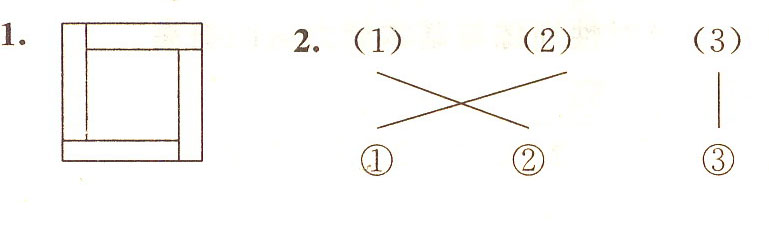 1. 2. (1) (2) (3)
① ② ③